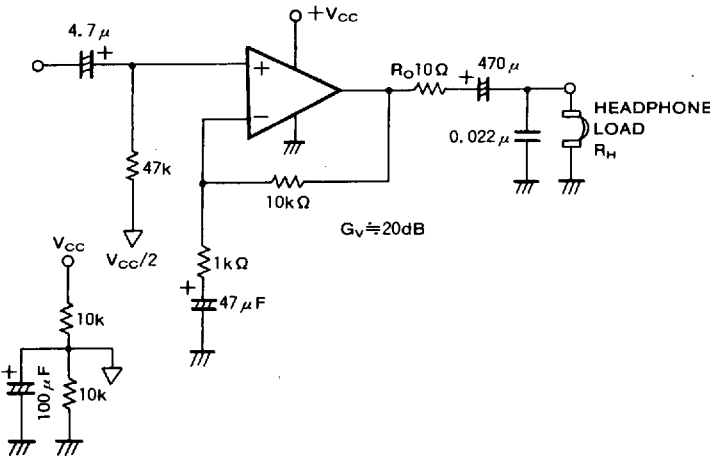 +VCC
4.7μ
+
+
−
RO10Ω
+
470μ
HEADPHONE
LOAD
RH
0.022μ
47k
10kΩ
GV≒20dB
VCC/2
VCC
1kΩ
+
47μF
10k
+
100μF
10k